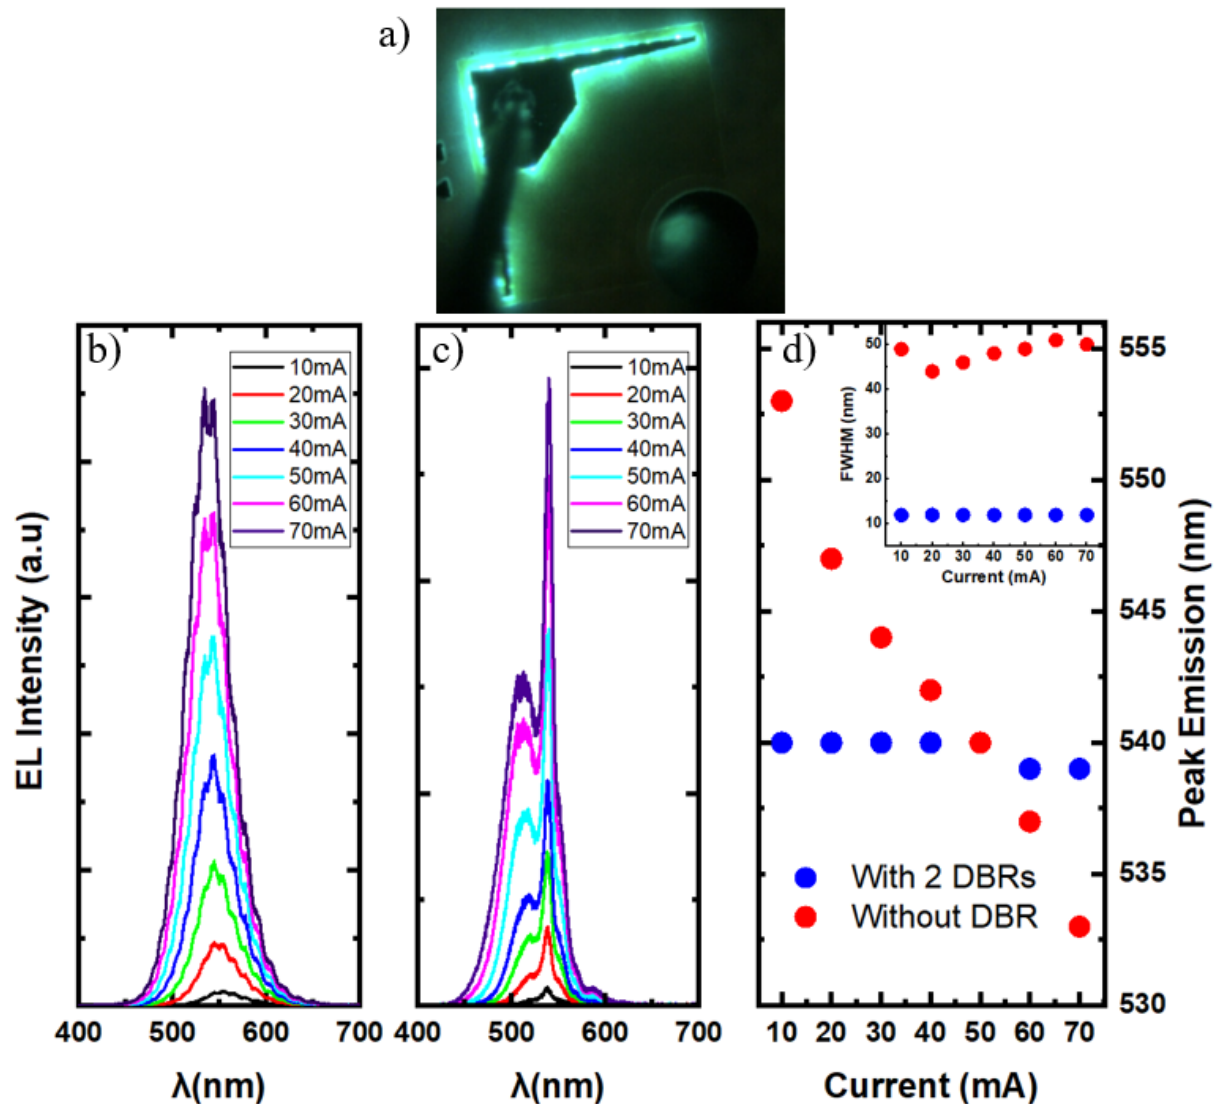 a)
b)
10mA
20mA
30mA
40mA
50mA
60mA
70mA
EL Intensity (a.u)
400 500 600 700
λ(nm)
c)
10mA
20mA
30mA
40mA
50mA
60mA
70mA
400 500 600 700
λ(nm)
d)
50
40
30
20
10
FWHM (nm)
10 20 30 40 50 60 70
Current (mA)
With 2 DBRs
Without DBR
555
550
545
540
535
530
Peak Emission (nm)
10 20 30 40 50 60 70
Current (mA)